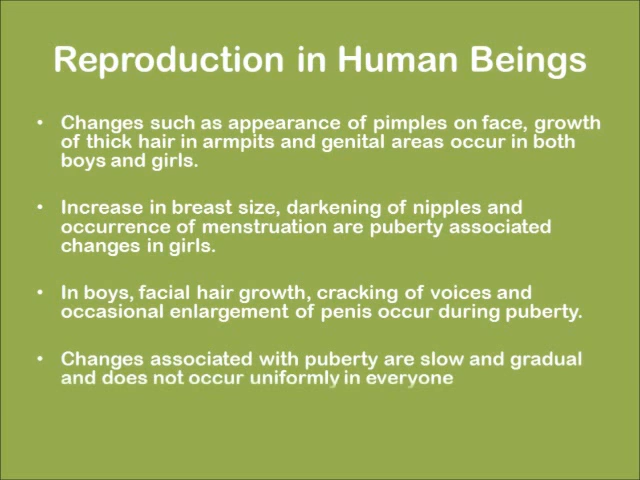 Reproduction in Human Beings
• Changes such as appearance of pimples on face, growth
of thick hair in armpits and genital areas occur in both
boys and girls.
• Increase in breast size, darkening of nipples and
occurrence of menstruation are puberty associated
changes in girls.
• In boys, facial hair growth, cracking of voices and
occasional enlargement of penis occur during puberty.
• Changes associated with puberty are slow and gradual
and does not occur uniformly in everyone